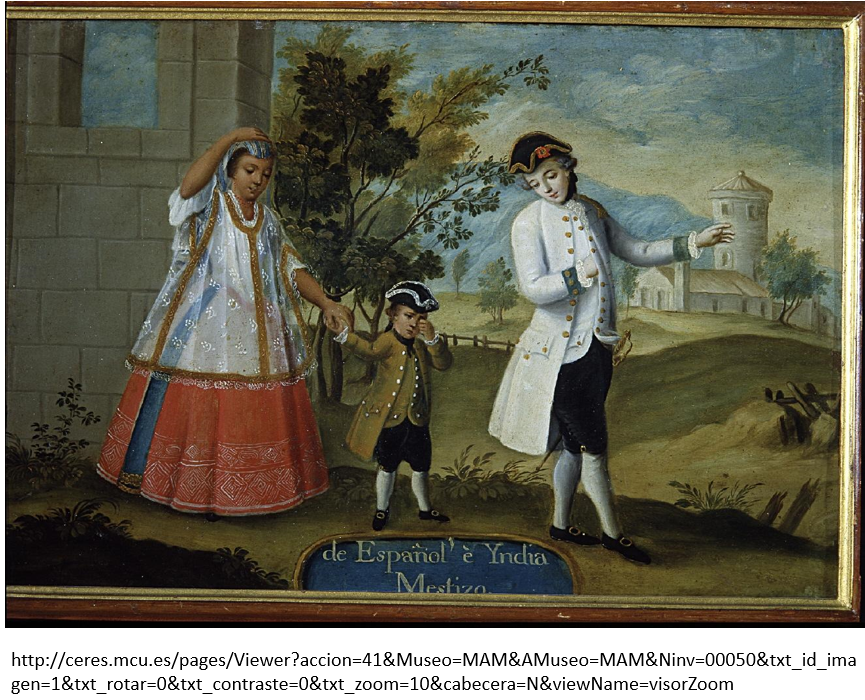 de Español è Yndia
Mestizo.
http://ceres.mcu.es/pages/Viewer?accion=41&Museo=MAM&AMuseo=MAM&Ninv=00050&txt_id_ima
gen=1&txt_rotar=0&txt_contraste=0&txt_zoom=10&cabecera=N&viewName=visorZoom